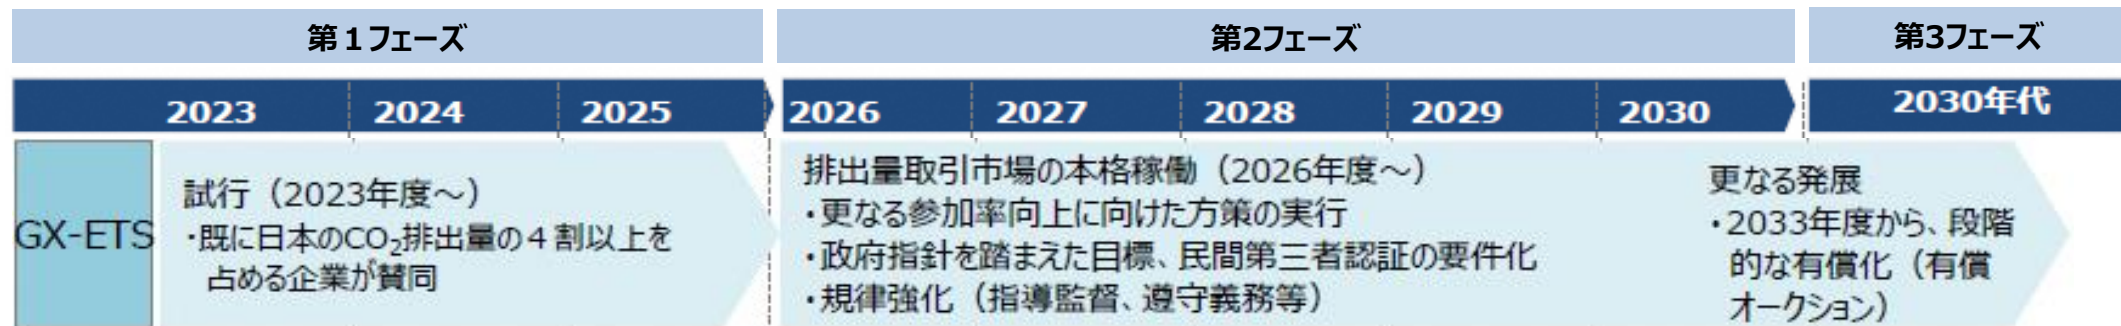 第１フェーズ
第2フェーズ
第3フェーズ
2023
2024
2025
2026
2027
2028
2029
2030
2030年代
GX-ETS
試行（2023年度～）
・既に日本のCO₂排出量の４割以上を
占める企業が賛同
排出量取引市場の本格稼働（2026年度～）
・更なる参加率向上に向けた方策の実行
・政府指針を踏まえた目標、民間第三者認証の要件化
・規律強化（指導監督、遵守義務等）
更なる発展
・2033年度から、段階
的な有償化（有償
オークション）